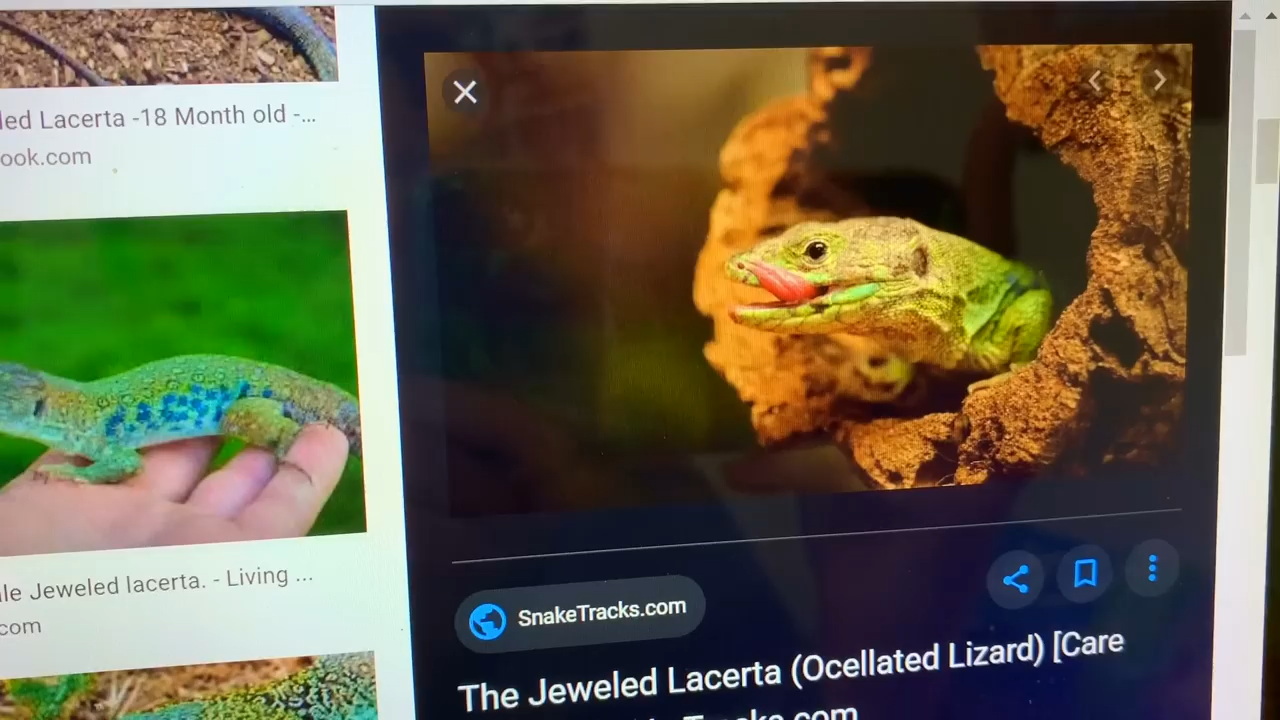 led Lacerta -18 Month old -...
ook.com
le Jeweled lacerta. - Living ...
com
SnakeTracks.com
The Jeweled Lacerta (Ocellated Lizard) [Care